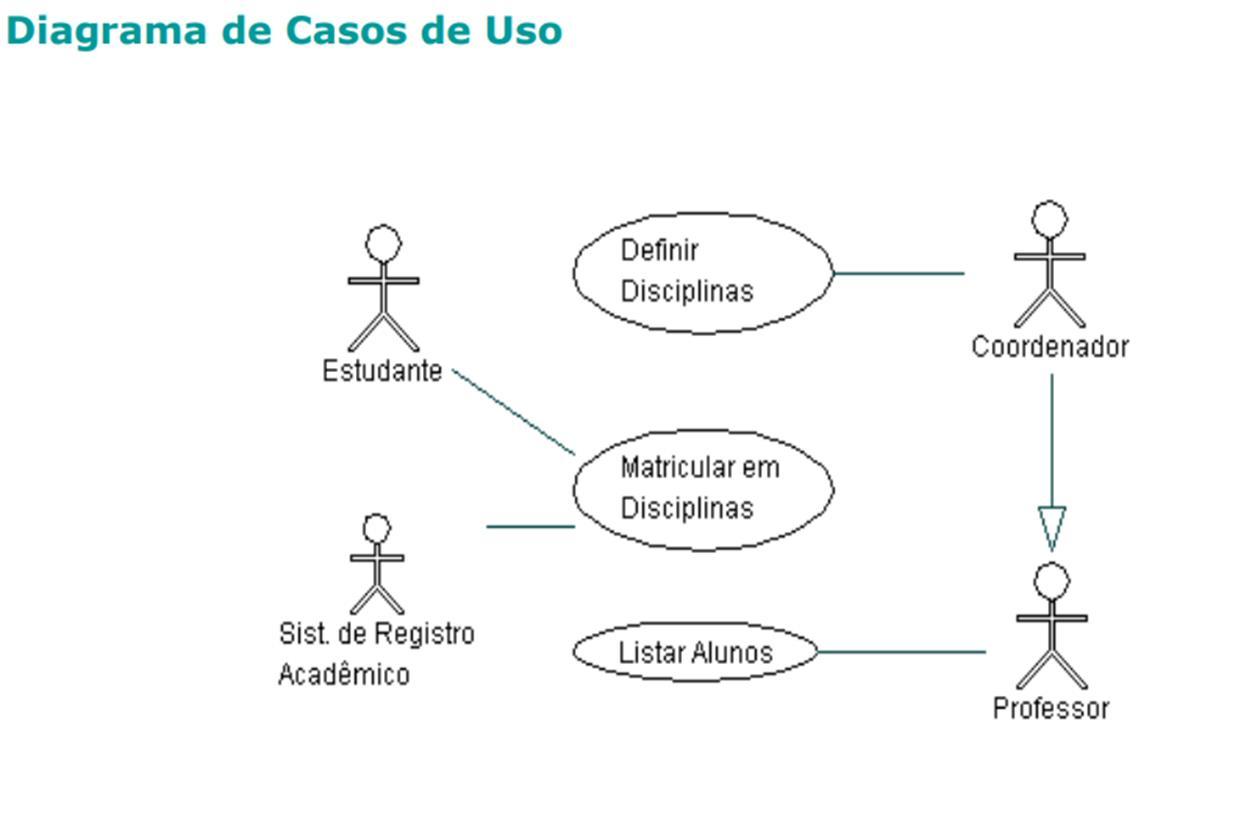 Diagrama de Casos de Uso
Definir
Disciplinas
Coordenador
Estudante
Matricular em
Disciplinas
Sist. de Registro
Acadêmico
Listar Alunos
Professor